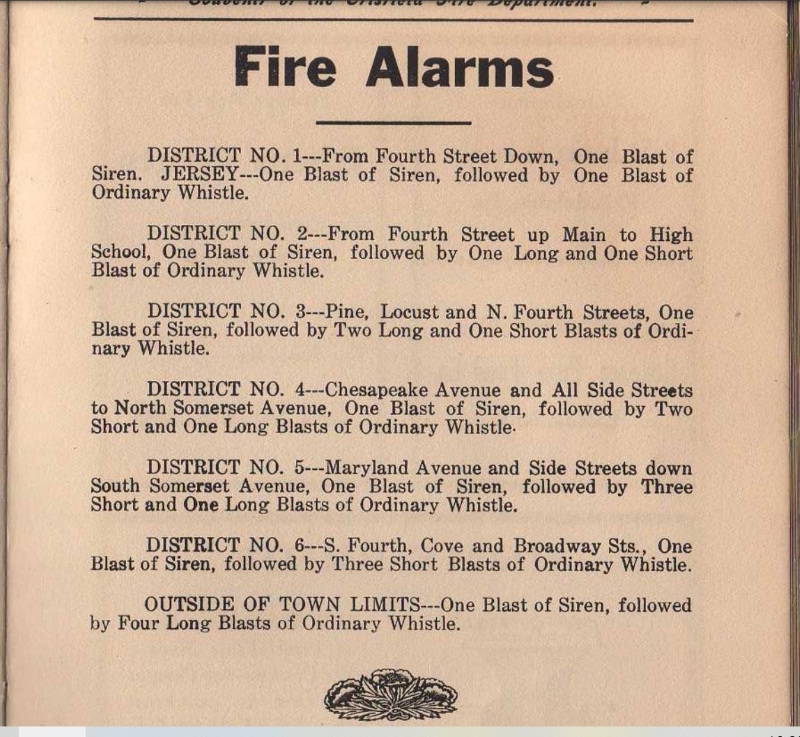 Souvenir of the Crisfield Fire Department.
Fire Alarms
DISTRICT NO. 1---From Fourth Street Down, One Blast of
Siren. JERSEY---One Blast of Siren, followed by One Blast of
Ordinary Whistle.
DISTRICT NO. 2---From Fourth Street up Main to High
School, One Blast of Siren, followed by One Long and One Short
Blast of Ordinary Whistle.
DISTRICT NO. 3---Pine, Locust and N. Fourth Streets, One
Blast of Siren, followed by Two Long and One Short Blasts of Ordi-
nary Whistle.
DISTRICT NO. 4---Chesapeake Avenue and All Side Streets
to North Somerset Avenue, One Blast of Siren, followed by Two
Short and One Long Blasts of Ordinary Whistle.
DISTRICT NO. 5---Maryland Avenue and Side Streets down
South Somerset Avenue, One Blast of Siren, followed by Three
Short and One Long Blasts of Ordinary Whistle.
DISTRICT NO. 6---S. Fourth, Cove and Broadway Sts., One
Blast of Siren, followed by Three Short Blasts of Ordinary Whistle.
OUTSIDE OF TOWN LIMITS---One Blast of Siren, followed
by Four Long Blasts of Ordinary Whistle.